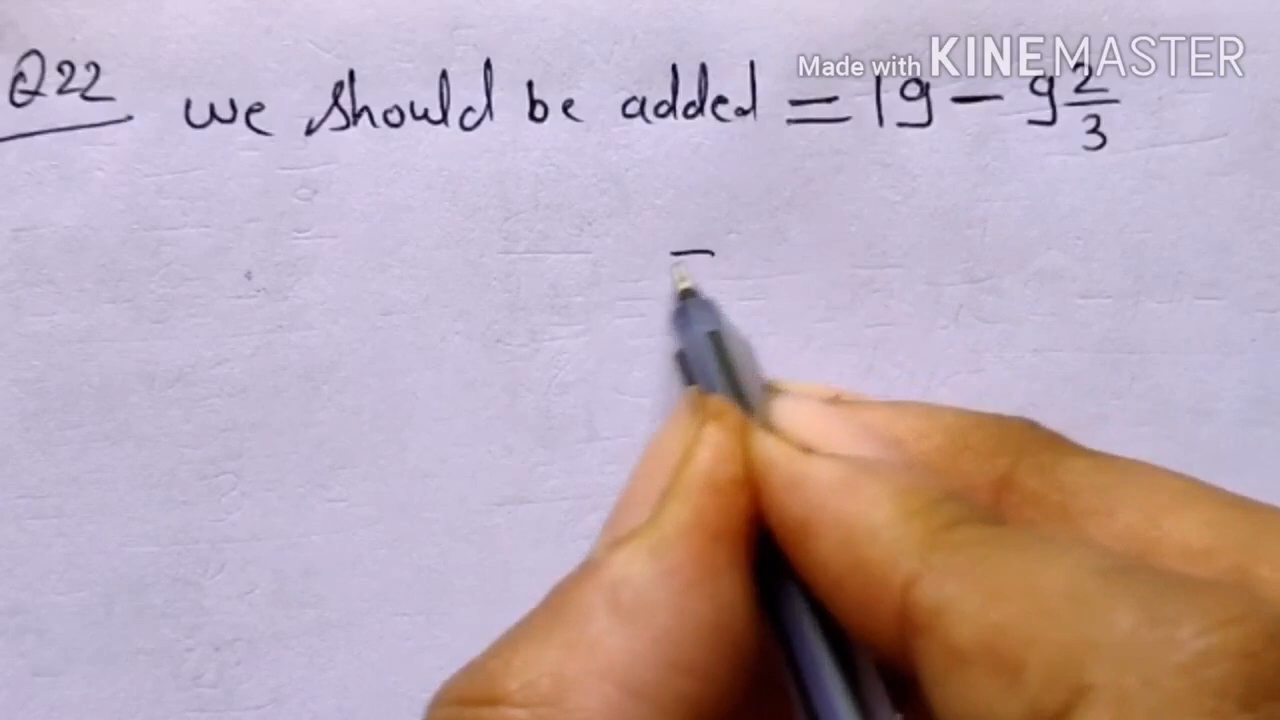 Made with KINEMASTER
Q22 we should be added = 19 - 9 2/3
=